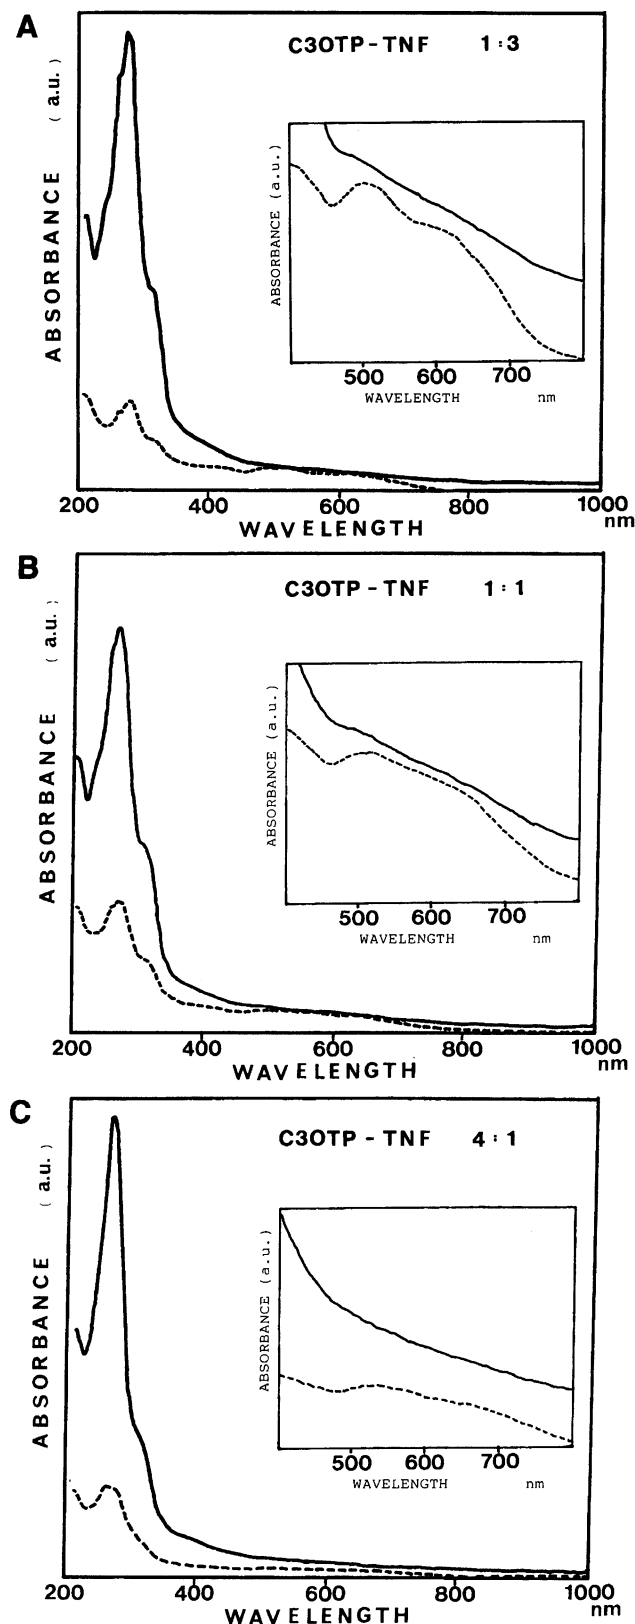 A
C3OTP-TNF 1:3
ABSORBANCE (a.u.)
ABSORBANCE (a.u.)
500 600 700
WAVELENGTH nm
200 400 600 800 1000
WAVELENGTH nm
B
C3OTP-TNF 1:1
ABSORBANCE (a.u.)
ABSORBANCE (a.u.)
500 600 700
WAVELENGTH nm
200 400 600 800 1000
WAVELENGTH nm
C
C3OTP-TNF 4:1
ABSORBANCE (a.u.)
ABSORBANCE (a.u.)
500 600 700
WAVELENGTH nm
200 400 600 800 1000
WAVELENGTH nm